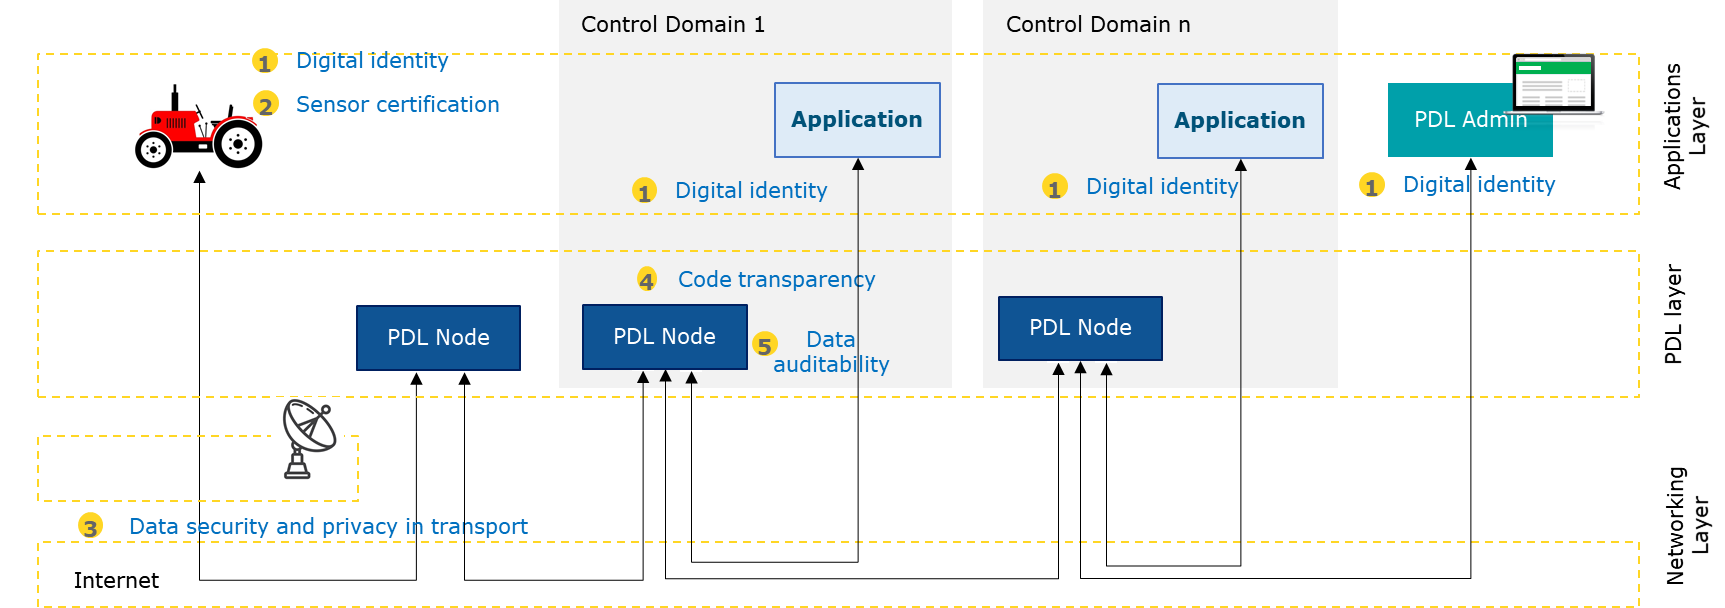 Control Domain 1
Control Domain n
1 Digital identity
2 Sensor certification
Application
Application
PDL Admin
1 Digital identity
1 Digital identity
1 Digital identity
Applications
Layer
4 Code transparency
PDL Node
PDL Node
5 Data
auditability
PDL Node
PDL layer
3 Data security and privacy in transport
Internet
Networking
Layer